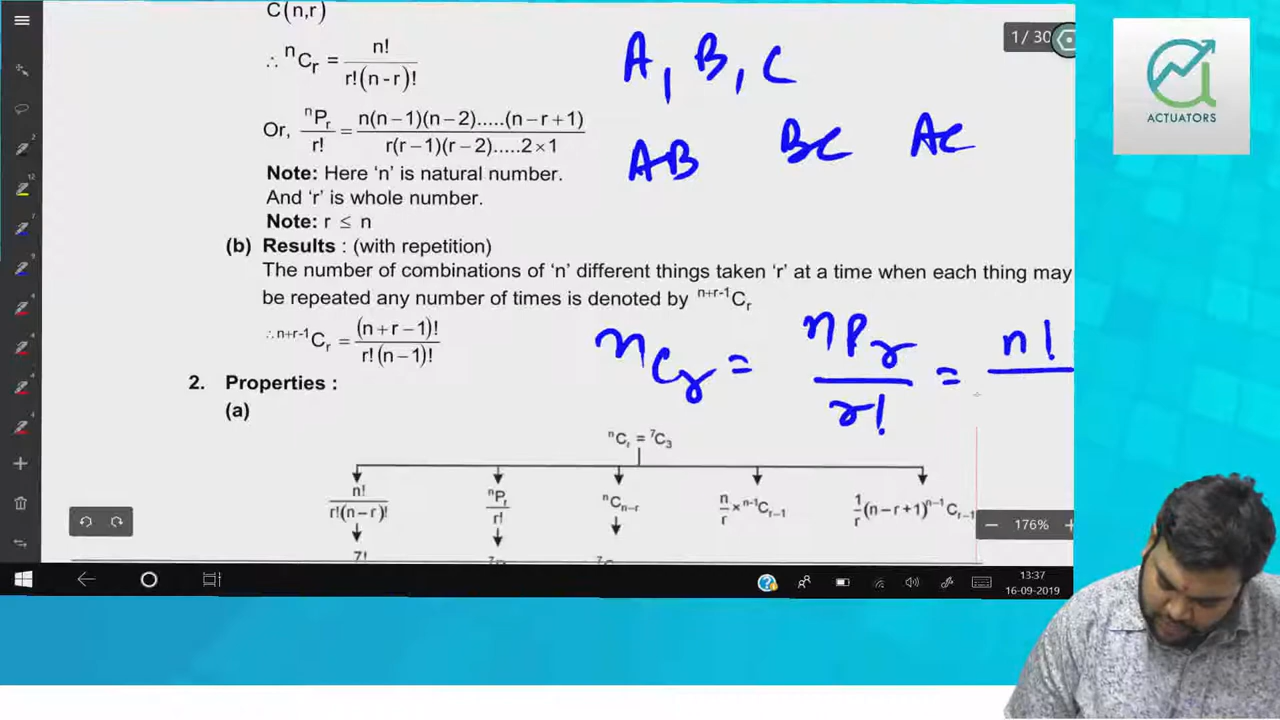 C(n,r)
∴ ⁿCᵣ = n! / r!(n-r)!
Or, ⁿPᵣ / r! = n(n−1)(n−2).....(n−r+1) / r(r−1)(r−2).....2×1
Note: Here 'n' is natural number.
And 'r' is whole number.
Note: r ≤ n
(b) Results : (with repetition)
The number of combinations of 'n' different things taken 'r' at a time when each thing may
be repeated any number of times is denoted by ⁿ⁺ʳ⁻¹Cᵣ
∴ ⁿ⁺ʳ⁻¹Cᵣ = (n+r−1)! / r!(n−1)!
2. Properties :
(a)
ⁿCᵣ = ⁷C₃
n! / r!(n−r)!
ⁿPᵣ / r!
ⁿCₙ₋ᵣ
n/r × ⁿ⁻¹Cᵣ₋₁
1/r (n−r+1) ⁿ⁻¹Cᵣ₋₁
7!
A, B, C
AB BC AC
nCr = nPr / r! = n!
1 / 30
176%
13:37
16-09-2019
ACTUATORS